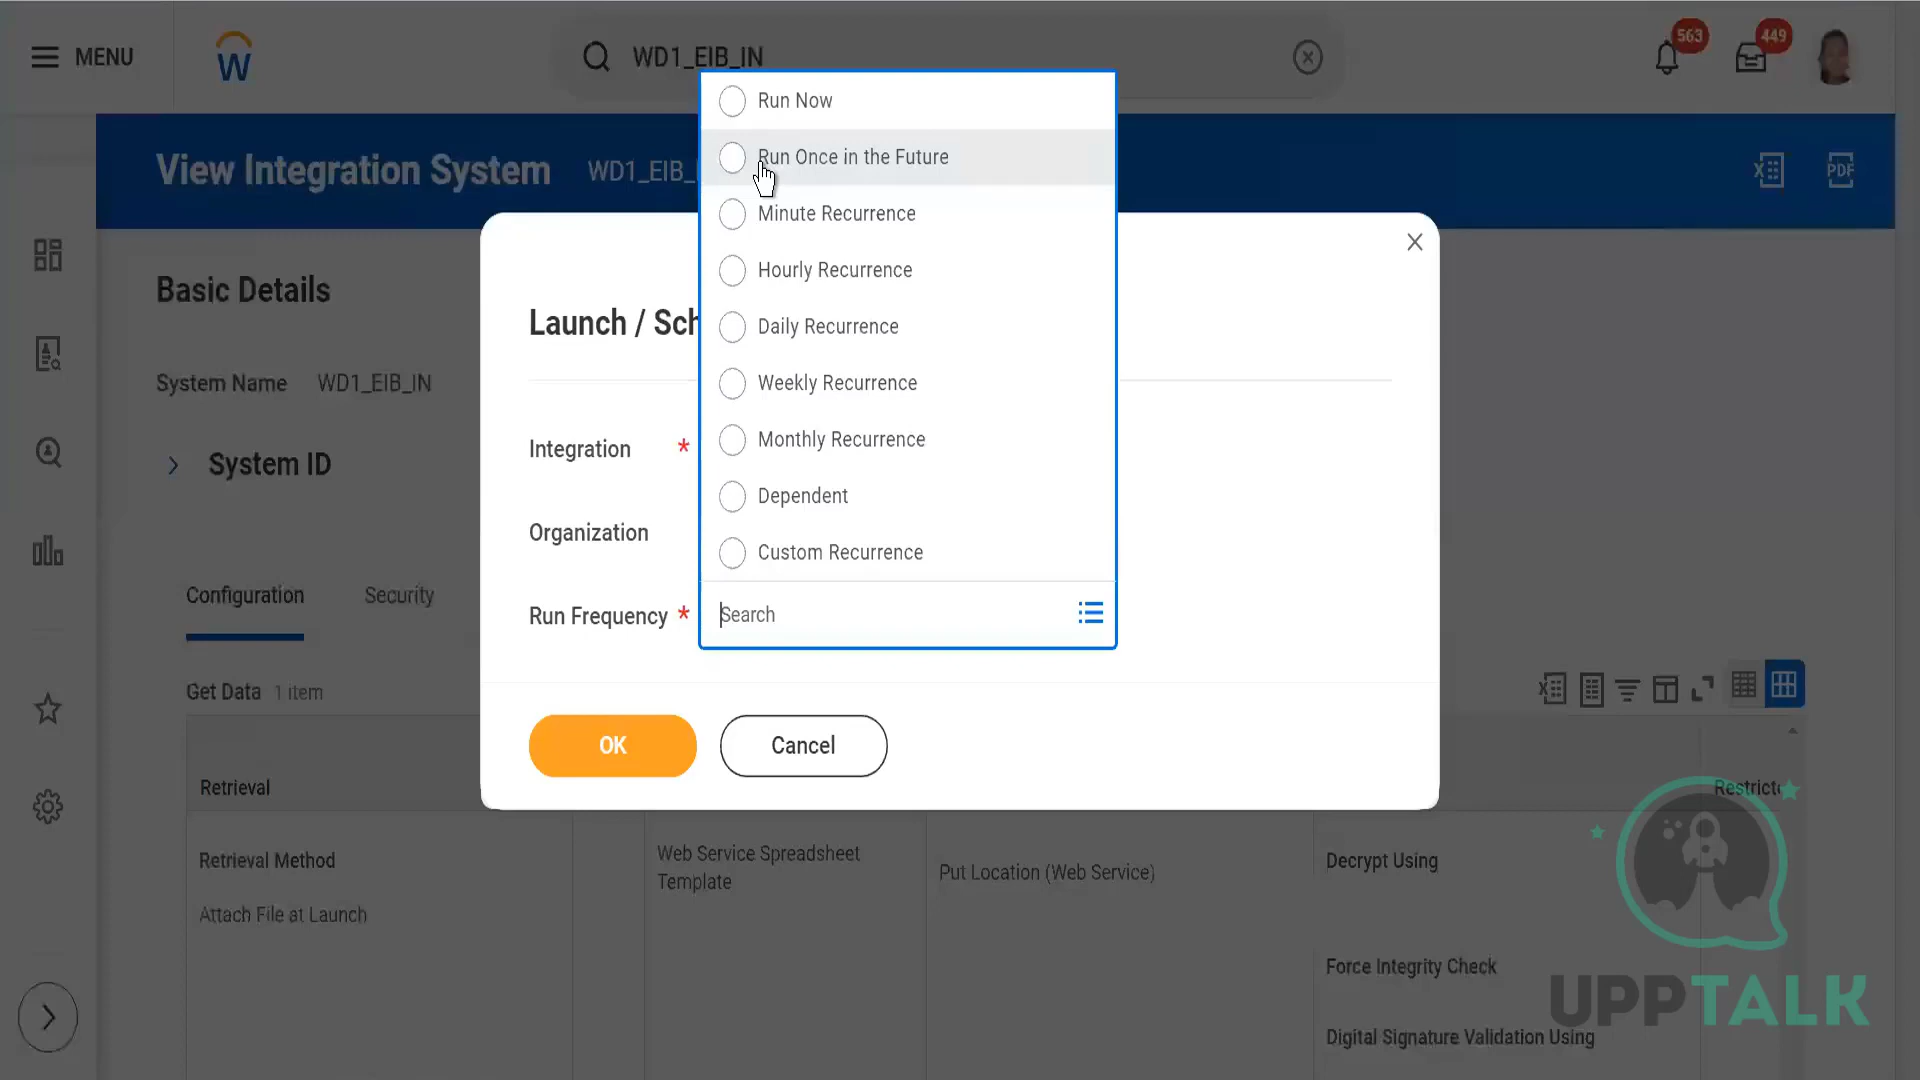 MENU
W
WD1_EIB_IN
563
449
View Integration System
WD1_EIB_
X
PDF
Run Now
Run Once in the Future
Minute Recurrence
Hourly Recurrence
Daily Recurrence
Weekly Recurrence
Monthly Recurrence
Dependent
Custom Recurrence
Search
Basic Details
System Name WD1_EIB_IN
System ID
Configuration Security
Get Data 1 item
Launch / Sch
Integration *
Organization
Run Frequency *
OK
Cancel
Retrieval
Restricte
Retrieval Method
Attach File at Launch
Web Service Spreadsheet
Template
Put Location (Web Service)
Decrypt Using
Force Integrity Check
Digital Signature Validation Using
UPPTALK